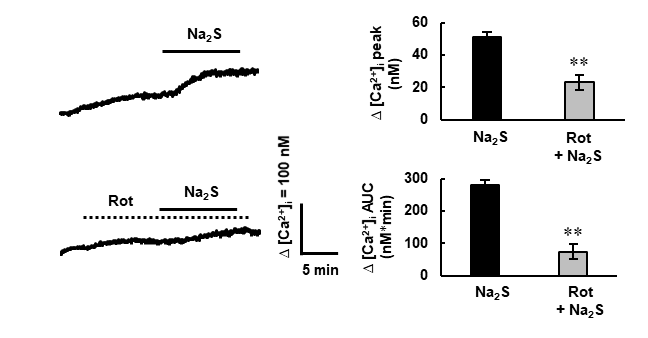 Na₂S
Rot
Na₂S
Δ [Ca²⁺]ᵢ = 100 nM
5 min
Δ [Ca²⁺]ᵢ peak
(nM)
60
40
20
0
**
Na₂S
Rot
+ Na₂S
Δ [Ca²⁺]ᵢ AUC
(nM*min)
300
200
100
0
**
Na₂S
Rot
+ Na₂S